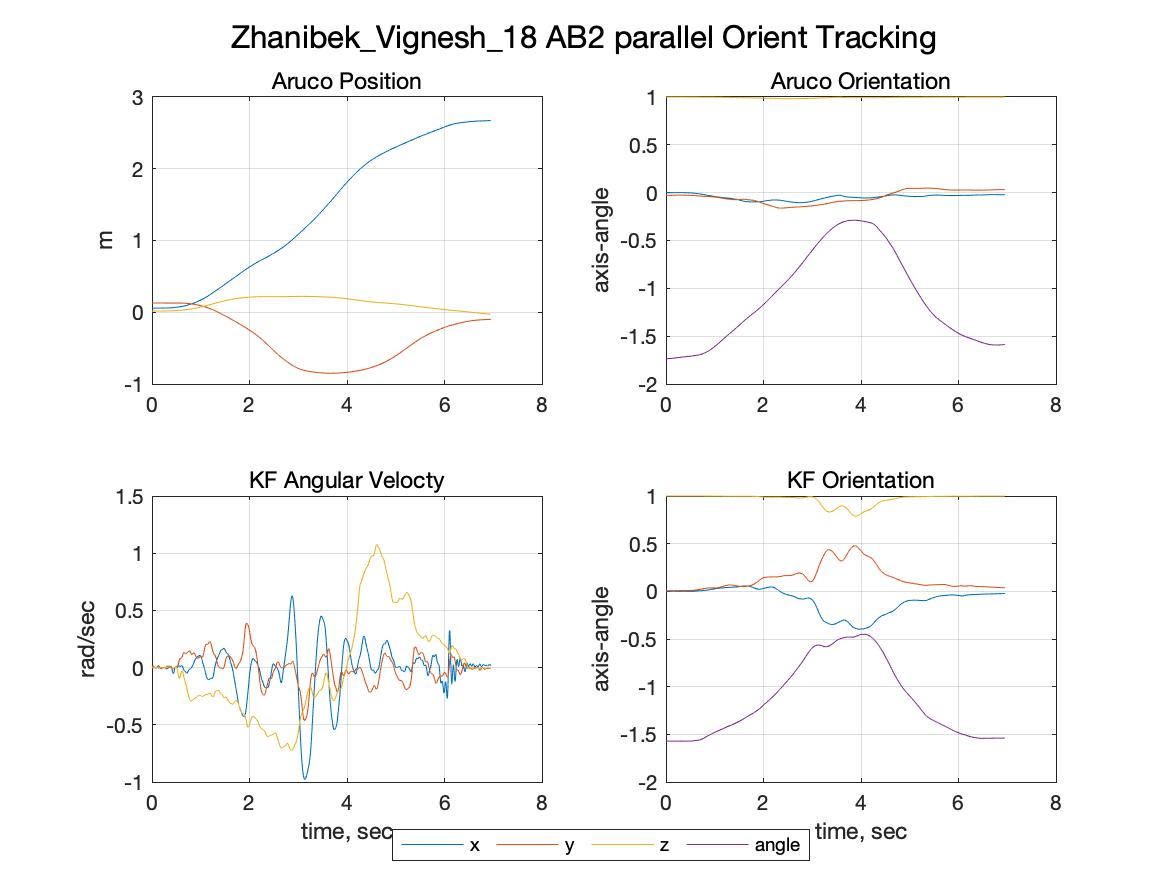 Zhanibek_Vignesh_18 AB2 parallel Orient Tracking
Aruco Position
3
2
1
0
-1
m
0 2 4 6 8
Aruco Orientation
1
0.5
0
-0.5
-1
-1.5
-2
axis-angle
0 2 4 6 8
KF Angular Velocty
1.5
1
0.5
0
-0.5
-1
rad/sec
0 2 4 6 8
time, sec
KF Orientation
1
0.5
0
-0.5
-1
-1.5
-2
axis-angle
0 2 4 6 8
time, sec
x y z angle